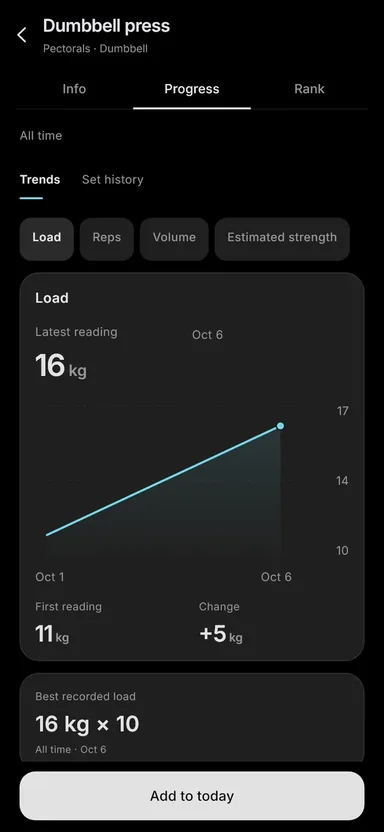 Dumbbell press
Pectorals · Dumbbell
Info Progress Rank
All time
Trends Set history
Load Reps Volume Estimated strength
Load
Latest reading Oct 6
16 kg
17
14
10
Oct 1 Oct 6
First reading Change
11 kg +5 kg
Best recorded load
16 kg × 10
All time · Oct 6
Add to today